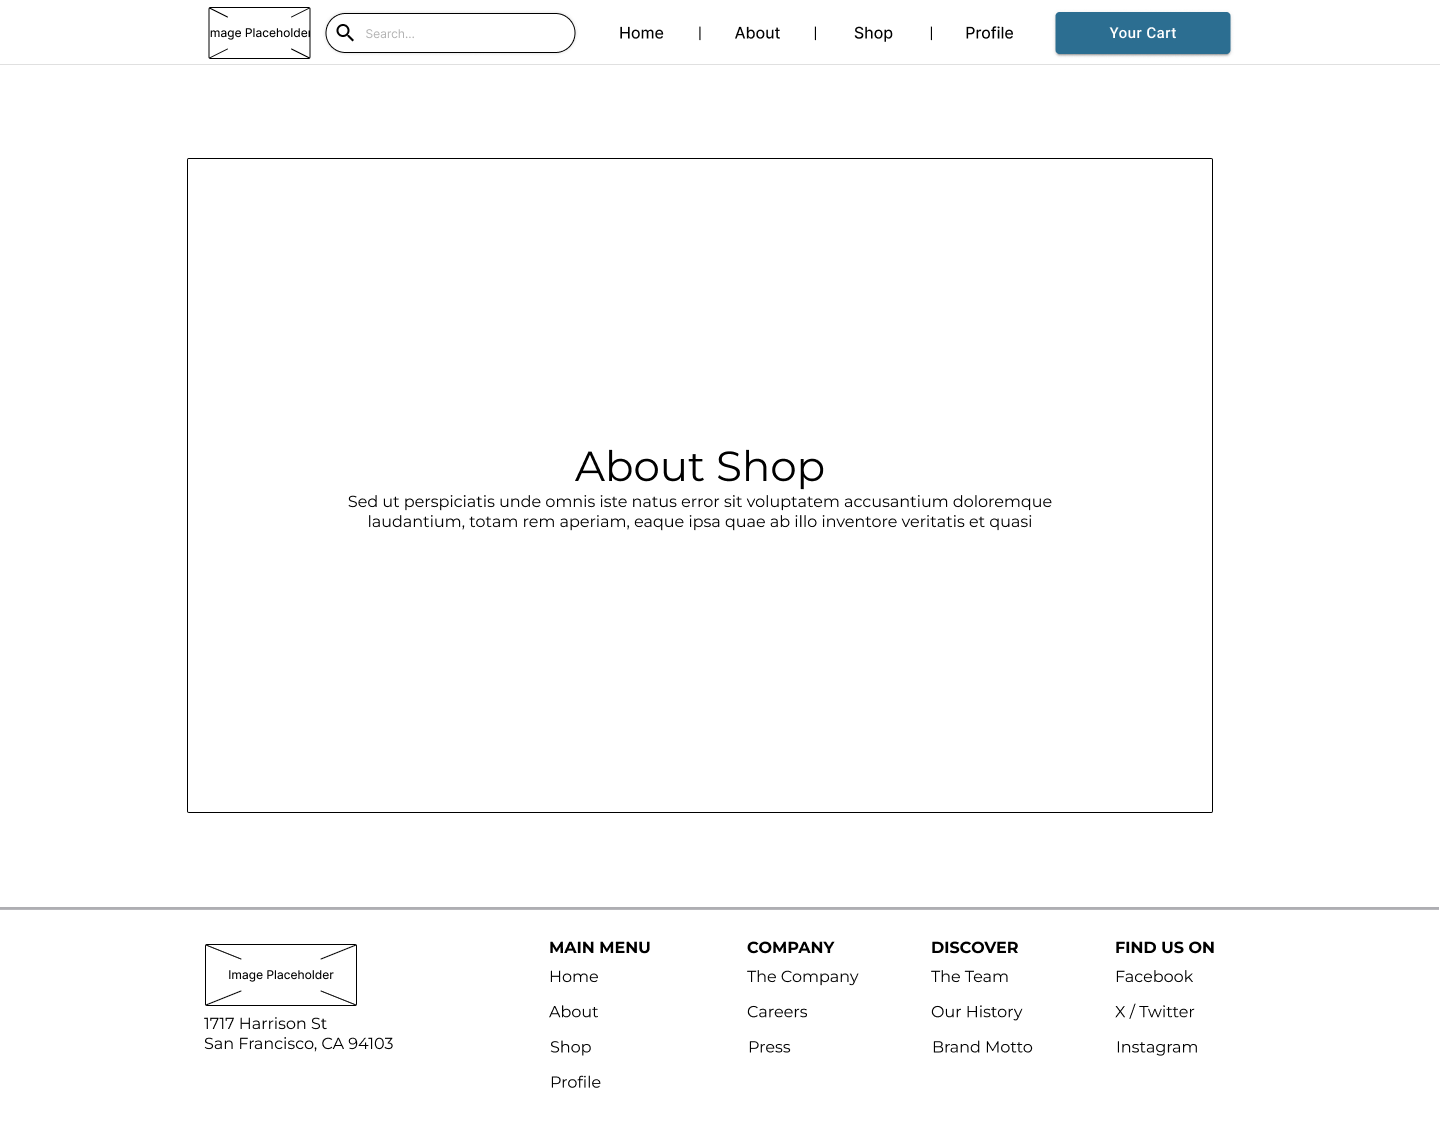 mage Placeholder
Search...
Home | About | Shop | Profile
Your Cart
About Shop
Sed ut perspiciatis unde omnis iste natus error sit voluptatem accusantium doloremque
laudantium, totam rem aperiam, eaque ipsa quae ab illo inventore veritatis et quasi
Image Placeholder
1717 Harrison St
San Francisco, CA 94103
MAIN MENU
Home
About
Shop
Profile
COMPANY
The Company
Careers
Press
DISCOVER
The Team
Our History
Brand Motto
FIND US ON
Facebook
X / Twitter
Instagram